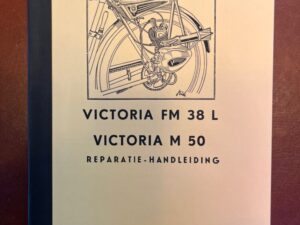 VICTORIA FM 38 L
VICTORIA M 50
REPARATIE-HANDLEIDING